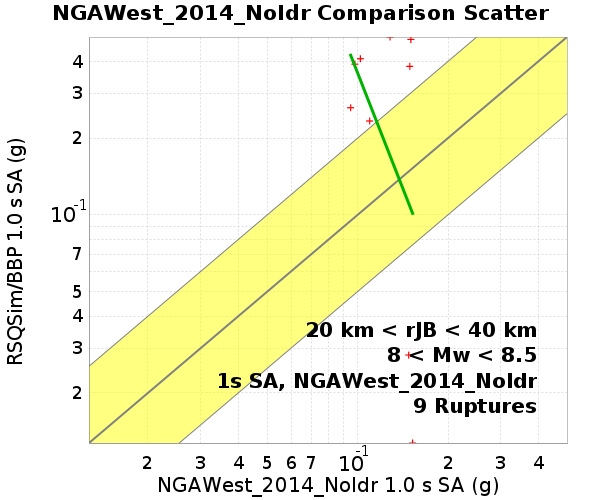 NGAWest_2014_NoIdr Comparison Scatter
RSQSim/BBP 1.0 s SA (g)
4
3
2
10-1
7
5
4
3
2
20 km < rJB < 40 km
8 < Mw < 8.5
1s SA, NGAWest_2014_NoIdr
9 Ruptures
2 3 4 5 6 7 10-1 2 3 4
NGAWest_2014_NoIdr 1.0 s SA (g)